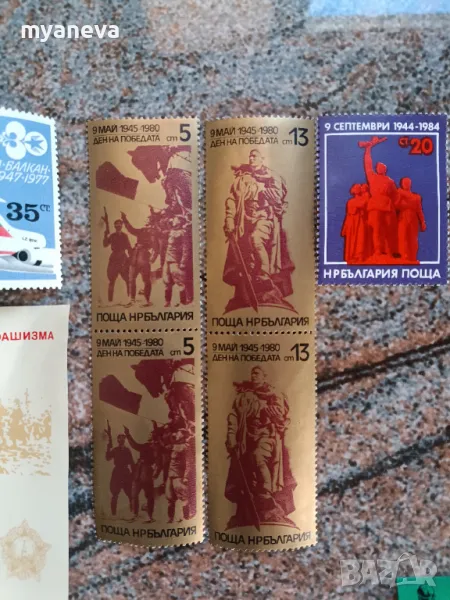 myaneva
-БАЛКАН-
947-1977
35 СТ.
9 МАЙ 1945-1980
ДЕН НА ПОБЕДАТА
5
ст
ПОЩА НРБЪЛГАРИЯ
9 МАЙ 1945-1980
ДЕН НА ПОБЕДАТА
5
ст
ПОЩА НРБЪЛГАРИЯ
9 МАЙ 1945-1980
ДЕН НА ПОБЕДАТА
13
ст
ПОЩА НРБЪЛГАРИЯ
9 МАЙ 1945-1980
ДЕН НА ПОБЕДАТА
13
ст
ПОЩА НРБЪЛГАРИЯ
9 СЕПТЕМВРИ 1944-1984
СТ. 20
НРБЪЛГАРИЯ ПОЩА
ФАШИЗМА
bazar